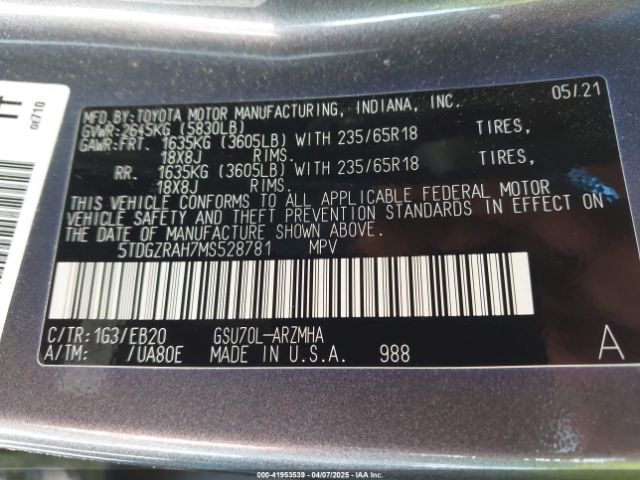 MFD.BY:TOYOTA MOTOR MANUFACTURING, INDIANA, INC. 05/21
GVWR:2645KG (5830LB)
GAWR:FRT. 1635KG (3605LB) WITH 235/65R18 TIRES,
18X8J RIMS.
RR. 1635KG (3605LB) WITH 235/65R18 TIRES,
18X8J RIMS.
THIS VEHICLE CONFORMS TO ALL APPLICABLE FEDERAL MOTOR
VEHICLE SAFETY AND THEFT PREVENTION STANDARDS IN EFFECT ON
THE DATE OF MANUFACTURE SHOWN ABOVE.
5TDGZRAH7MS528781 MPV
C/TR:1G3/EB20 GSU70L-ARZMHA
A/TM: /UA80E MADE IN U.S.A. 988 A
0E710
000-41953539 - 04/07/2025 - IAA Inc.